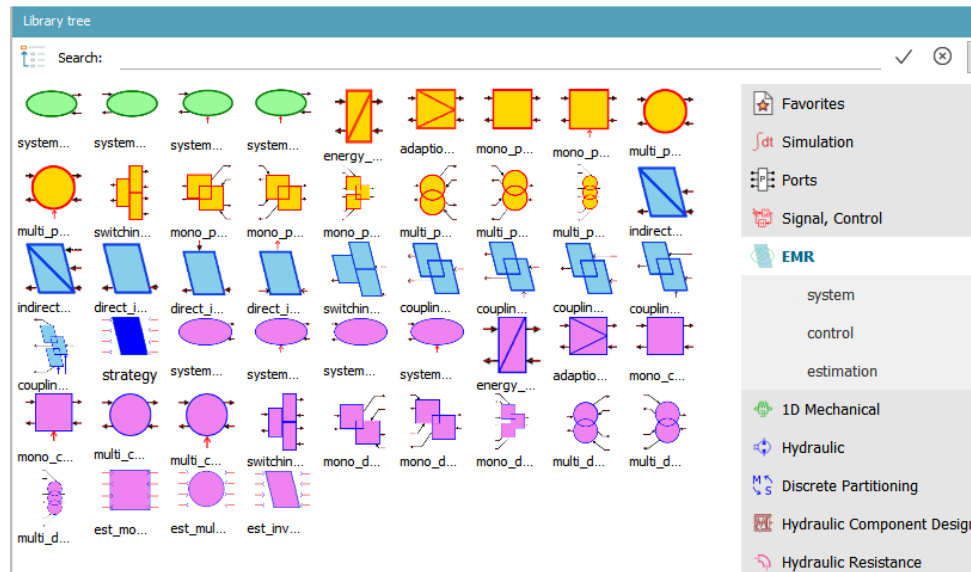 Library tree
Search:
system... system... system... system... energy_... adaptio... mono_p... mono_p... multi_p...
multi_p... switchin... mono_p... mono_p... mono_p... multi_p... multi_p... multi_p... indirect...
indirect... direct_i... direct_i... direct_i... switchin... couplin... couplin... couplin... couplin...
couplin... strategy system... system... system... system... energy_... adaptio... mono_c...
mono_c... multi_c... multi_c... switchin... mono_d... mono_d... mono_d... multi_d... multi_d...
multi_d... est_mo... est_mul... est_inv...
Favorites
∫dt Simulation
P Ports
Signal, Control
EMR
system
control
estimation
1D Mechanical
Hydraulic
M S Discrete Partitioning
Hydraulic Component Design
Hydraulic Resistance